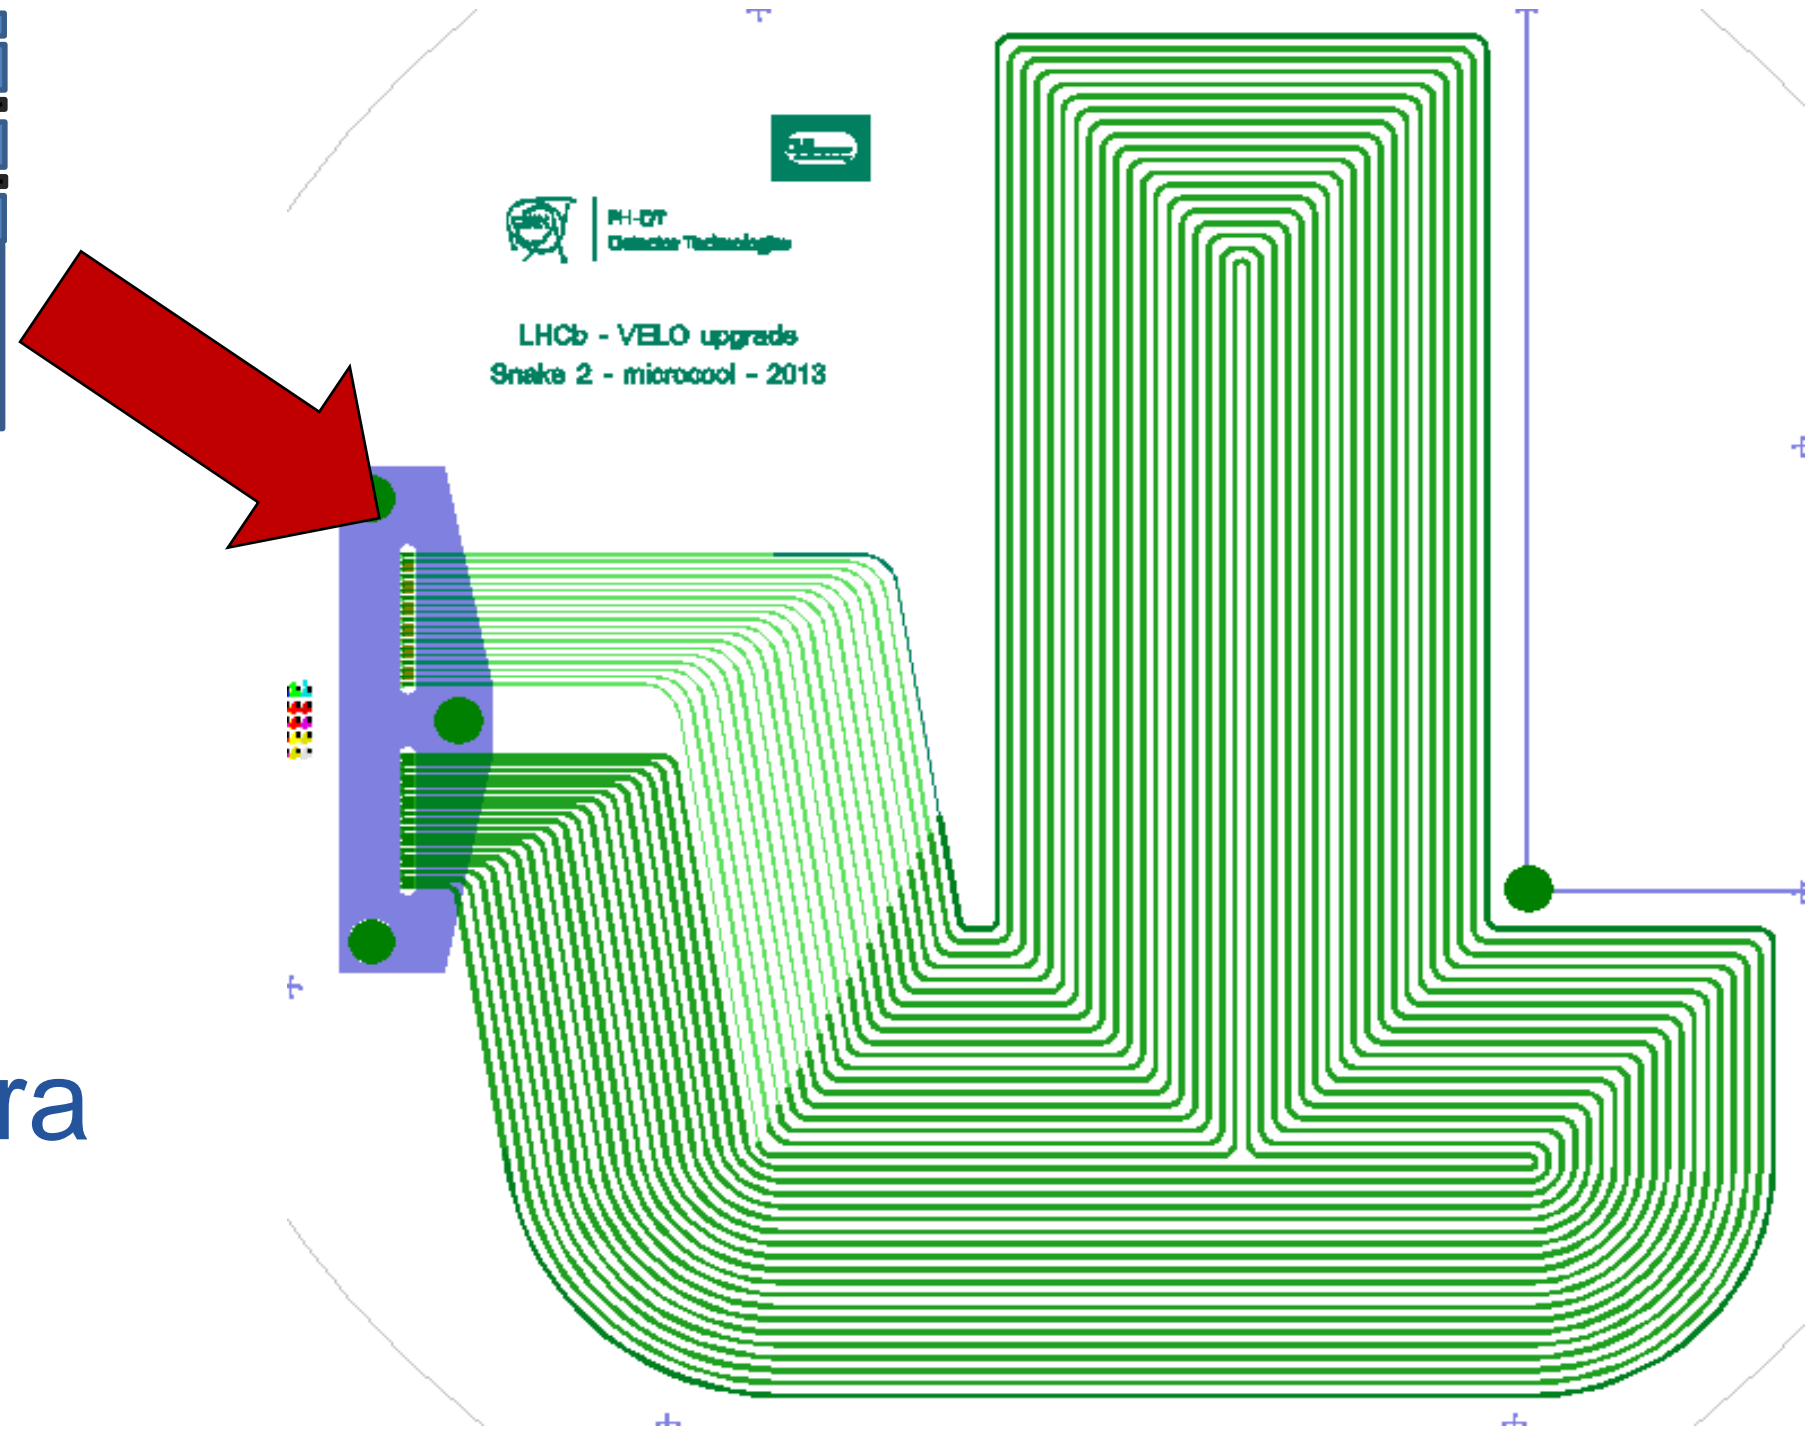 PH-DT
Detector Technologies
LHCb - VELO upgrade
Snake 2 - microcool - 2013
ra